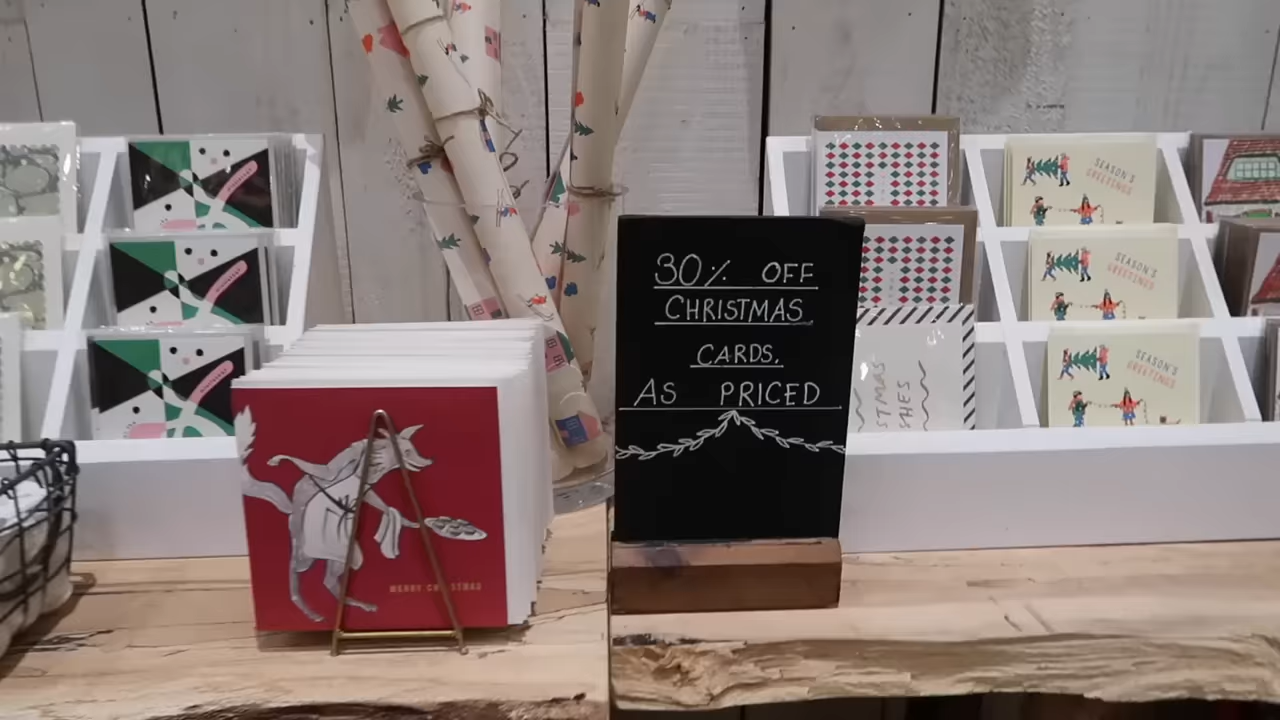 30% OFF
CHRISTMAS
CARDS.
AS PRICED
MERRY CHRISTMAS
SEASON'S
GREETINGS
SEASON'S
GREETINGS
SEASON'S
GREETINGS